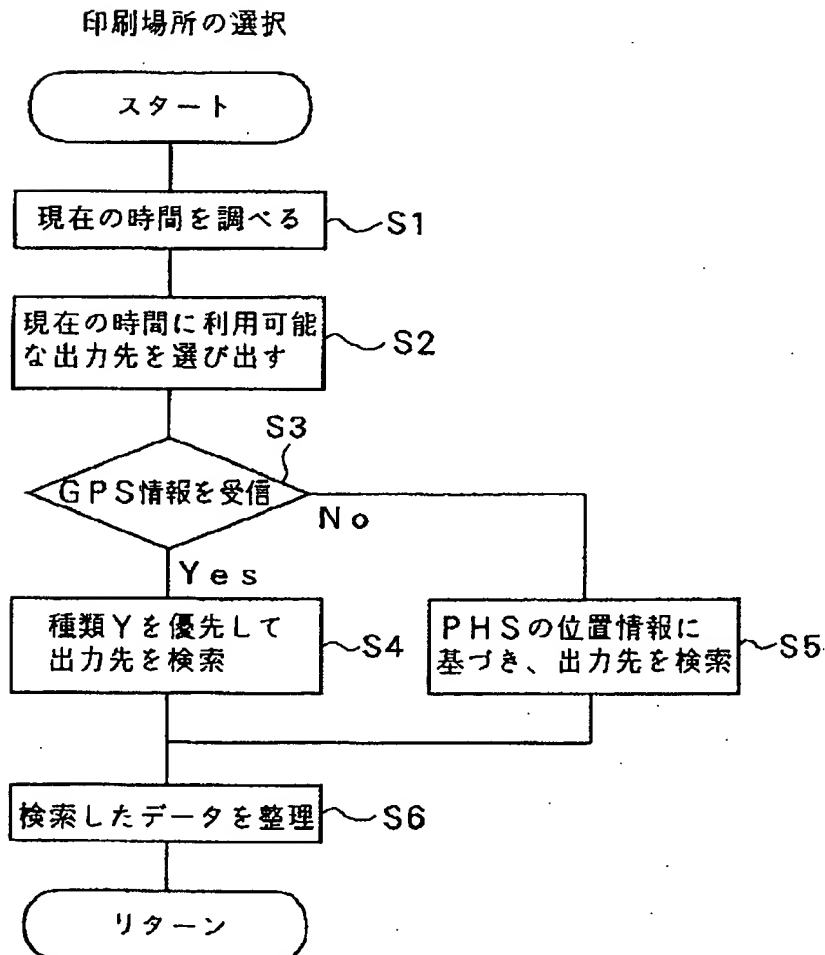 印刷場所の選択
スタート
現在の時間を調べる
S1
現在の時間に利用可能
な出力先を選び出す
S2
S3
GPS情報を受信
No
Yes
種類Yを優先して
出力先を検索
S4
PHSの位置情報に
基づき、出力先を検索
S5
検索したデータを整理
S6
リターン